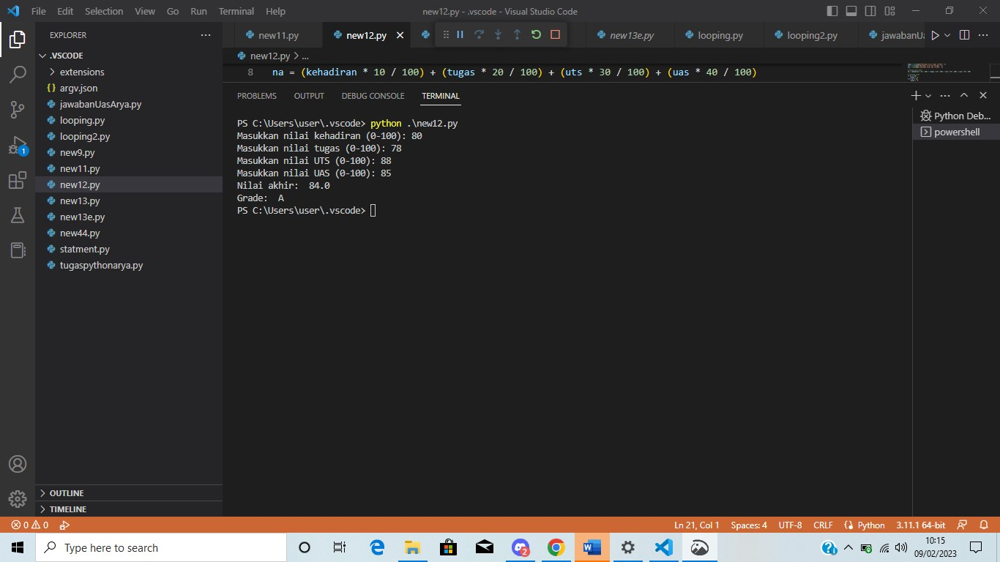 File Edit Selection View Go Run Terminal Help new12.py - .vscode - Visual Studio Code
EXPLORER
new11.py new12.py new13e.py looping.py looping2.py jawabanUa
.VSCODE
new12.py > ...
extensions
8 na = (kehadiran * 10 / 100) + (tugas * 20 / 100) + (uts * 30 / 100) + (uas * 40 / 100)
{} argv.json
jawabanUasArya.py
looping.py
looping2.py
new9.py
new11.py
new12.py
new13.py
new13e.py
new44.py
statment.py
tugaspythonarya.py
PROBLEMS OUTPUT DEBUG CONSOLE TERMINAL
PS C:\Users\user\.vscode> python .\new12.py
Masukkan nilai kehadiran (0-100): 80
Masukkan nilai tugas (0-100): 78
Masukkan nilai UTS (0-100): 88
Masukkan nilai UAS (0-100): 85
Nilai akhir:  84.0
Grade:  A
PS C:\Users\user\.vscode>
Python Deb...
powershell
1
OUTLINE
TIMELINE
0 0 Ln 21, Col 1 Spaces: 4 UTF-8 CRLF Python 3.11.1 64-bit
Type here to search
2
10:15
09/02/2023